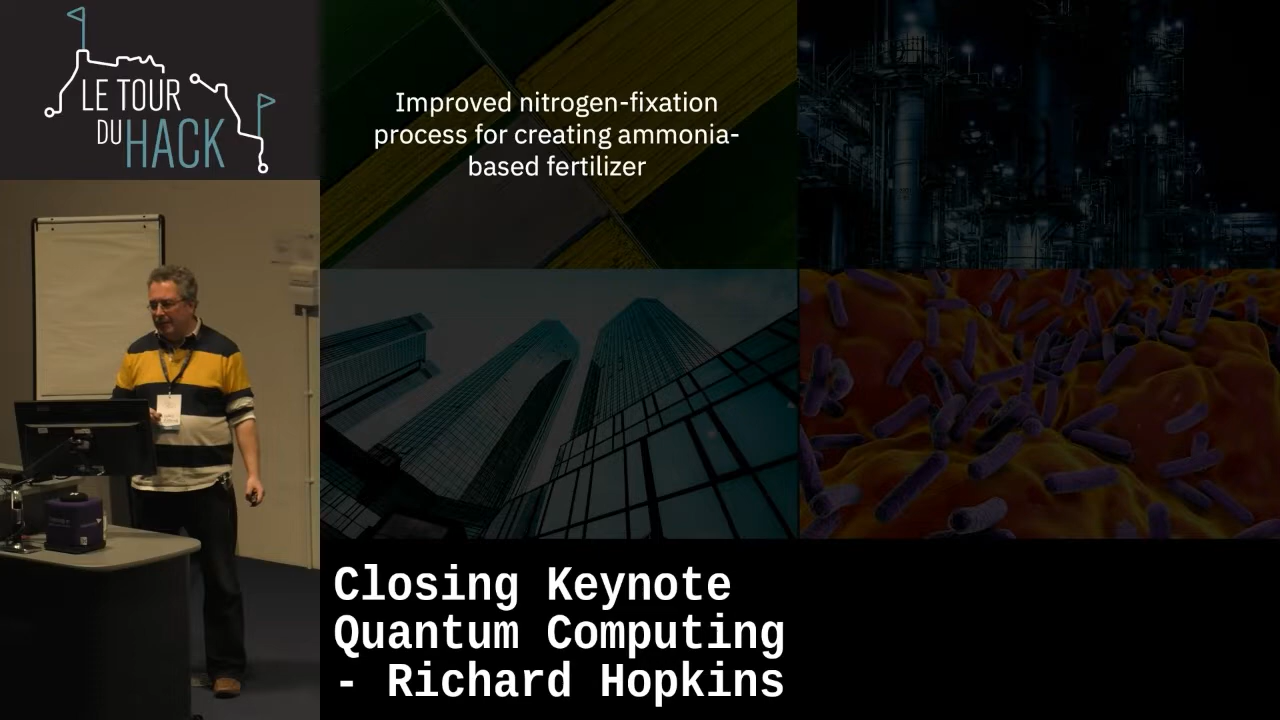 LE TOUR
DU HACK
Improved nitrogen-fixation
process for creating ammonia-
based fertilizer
Closing Keynote
Quantum Computing
- Richard Hopkins